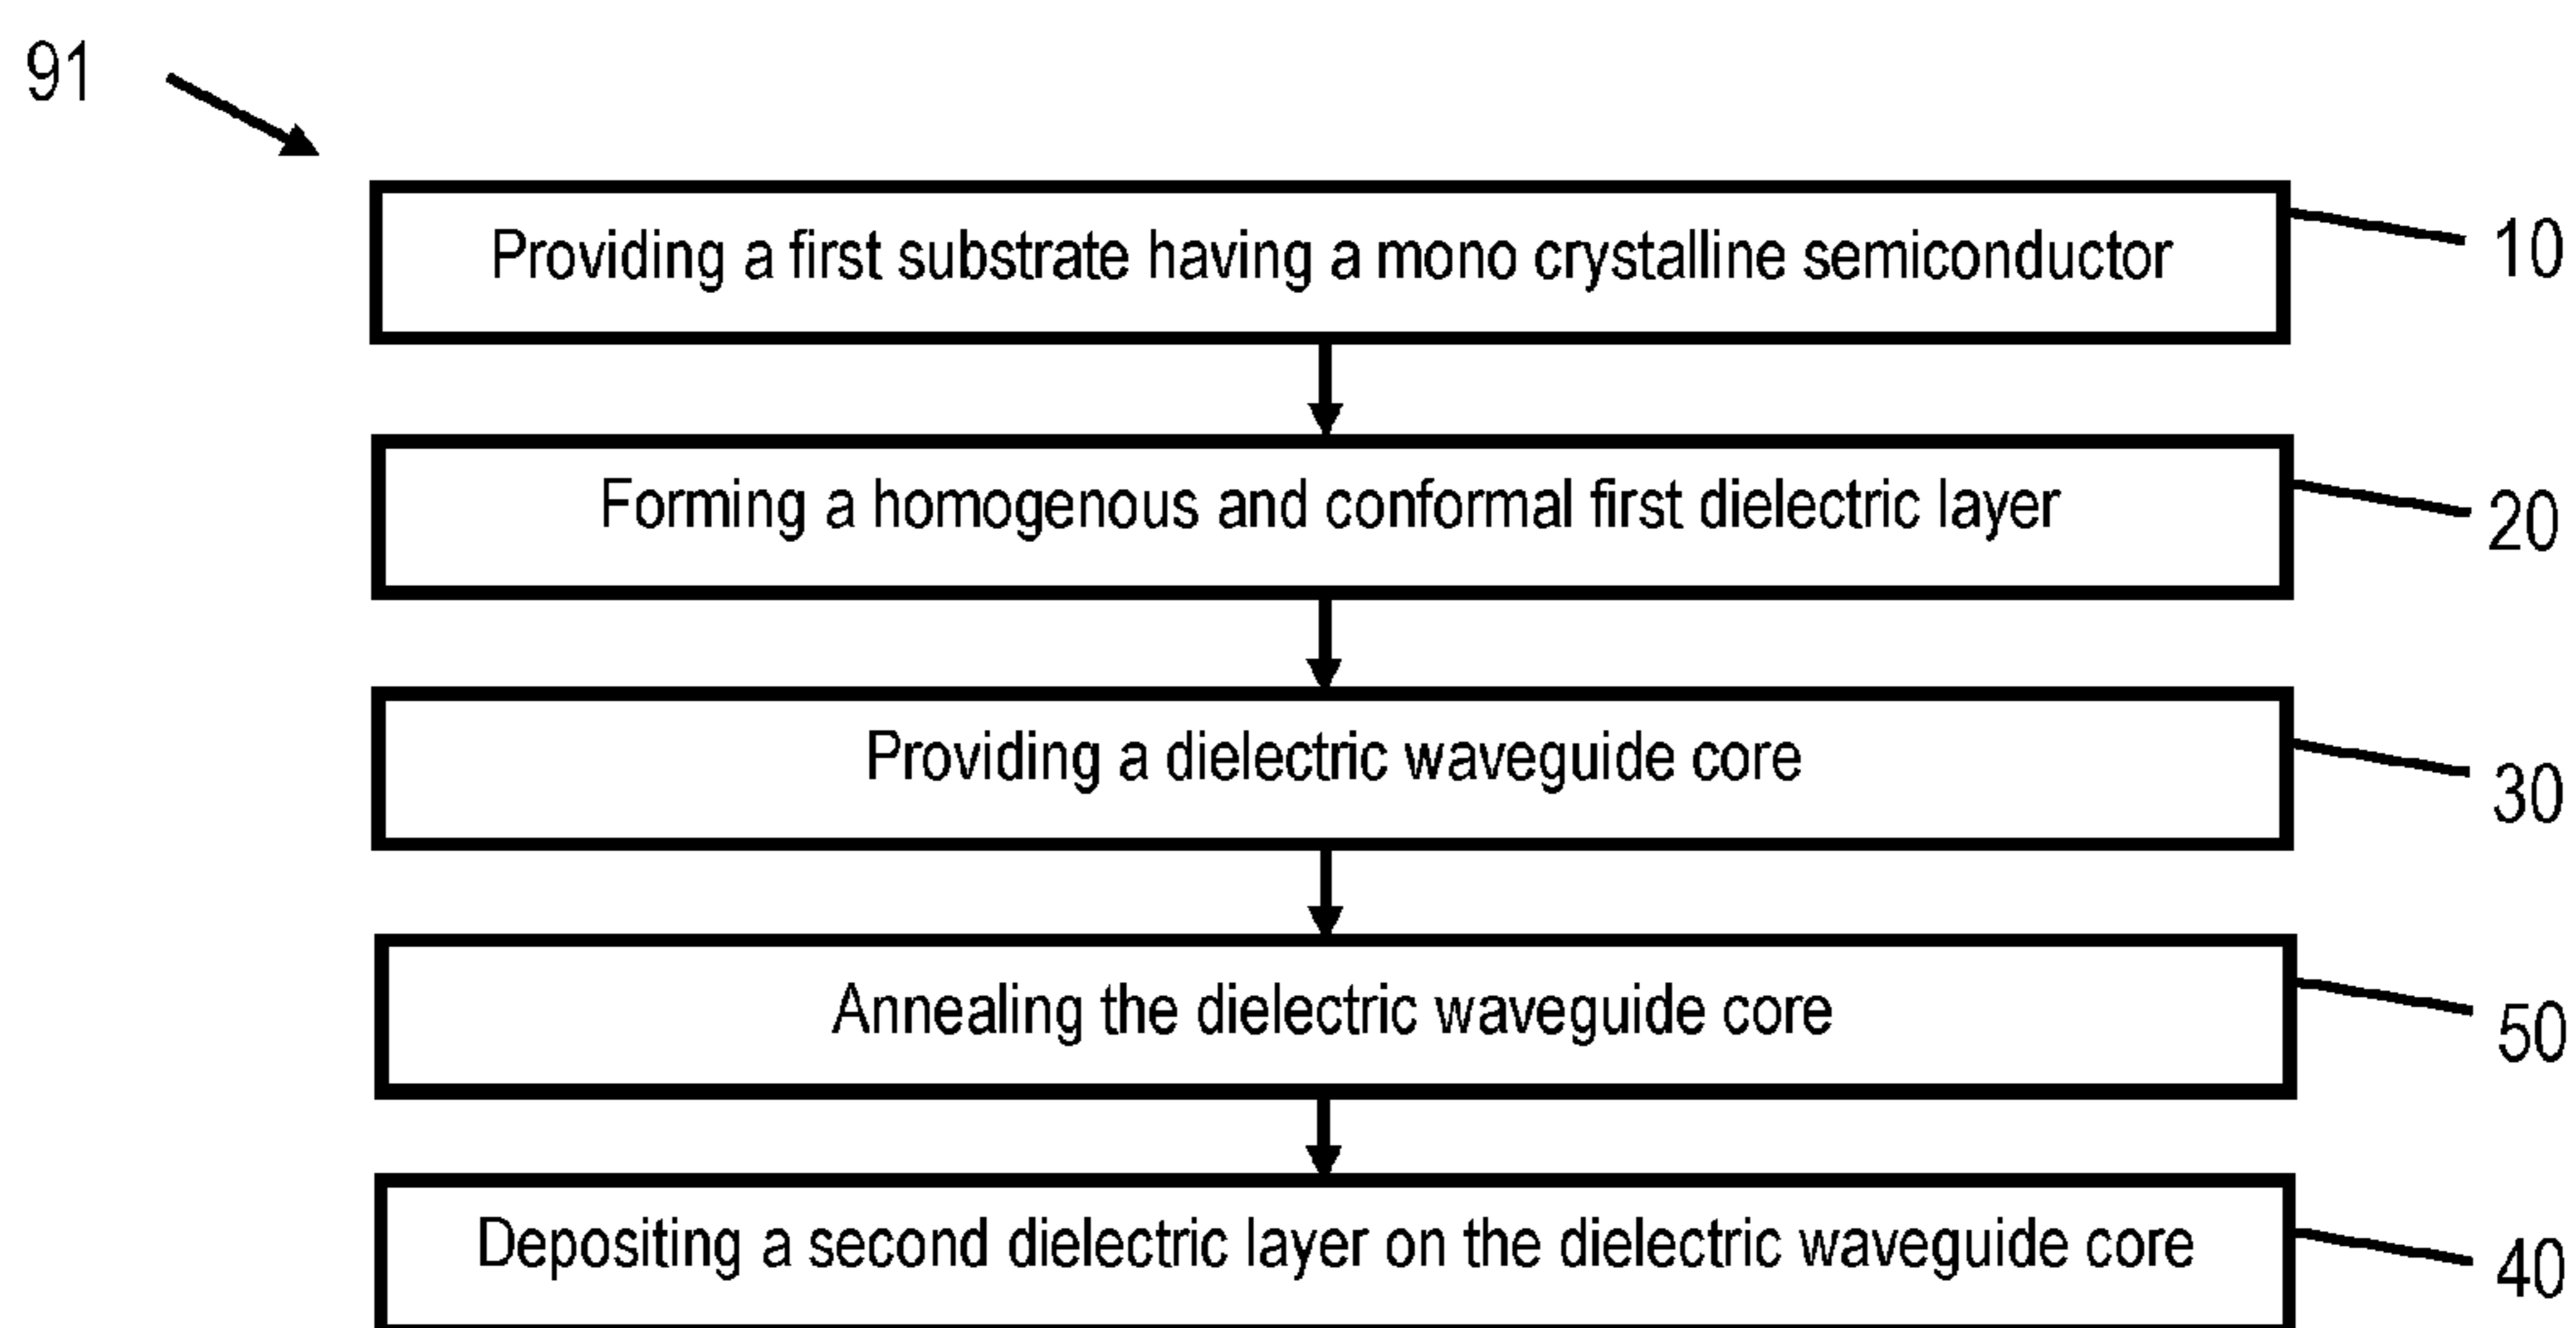 91
Providing a first substrate having a mono crystalline semiconductor
10
Forming a homogenous and conformal first dielectric layer
20
Providing a dielectric waveguide core
30
Annealing the dielectric waveguide core
50
Depositing a second dielectric layer on the dielectric waveguide core
40